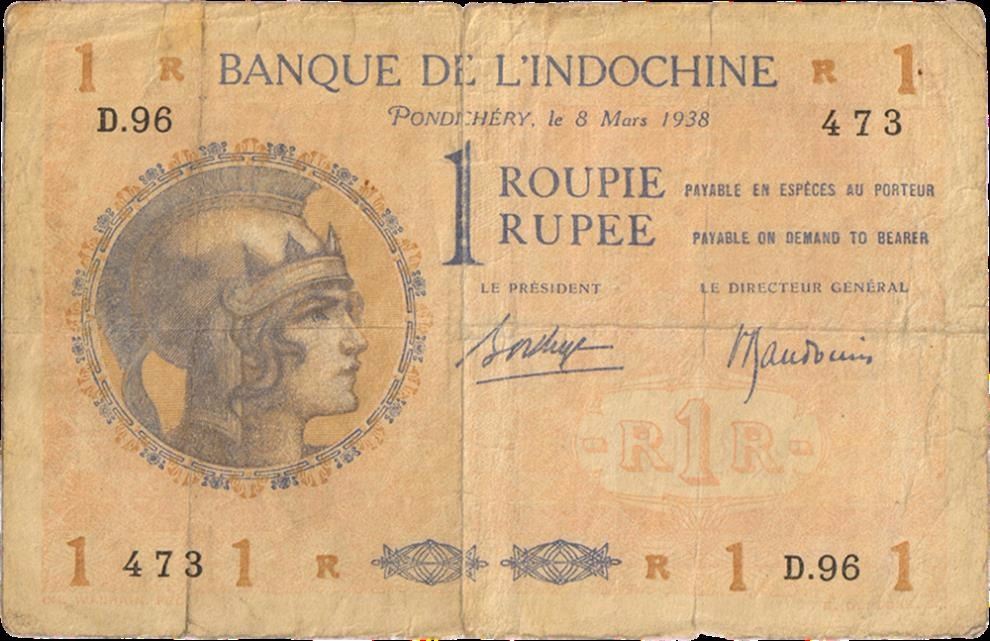 1 R BANQUE DE L'INDOCHINE R 1
D.96 PONDICHÉRY, le 8 Mars 1938 473
1 ROUPIE PAYABLE EN ESPÈCES AU PORTEUR
RUPEE PAYABLE ON DEMAND TO BEARER
LE PRÉSIDENT LE DIRECTEUR GÉNÉRAL
R 1 R
1 473 1 R R 1 D.96 1